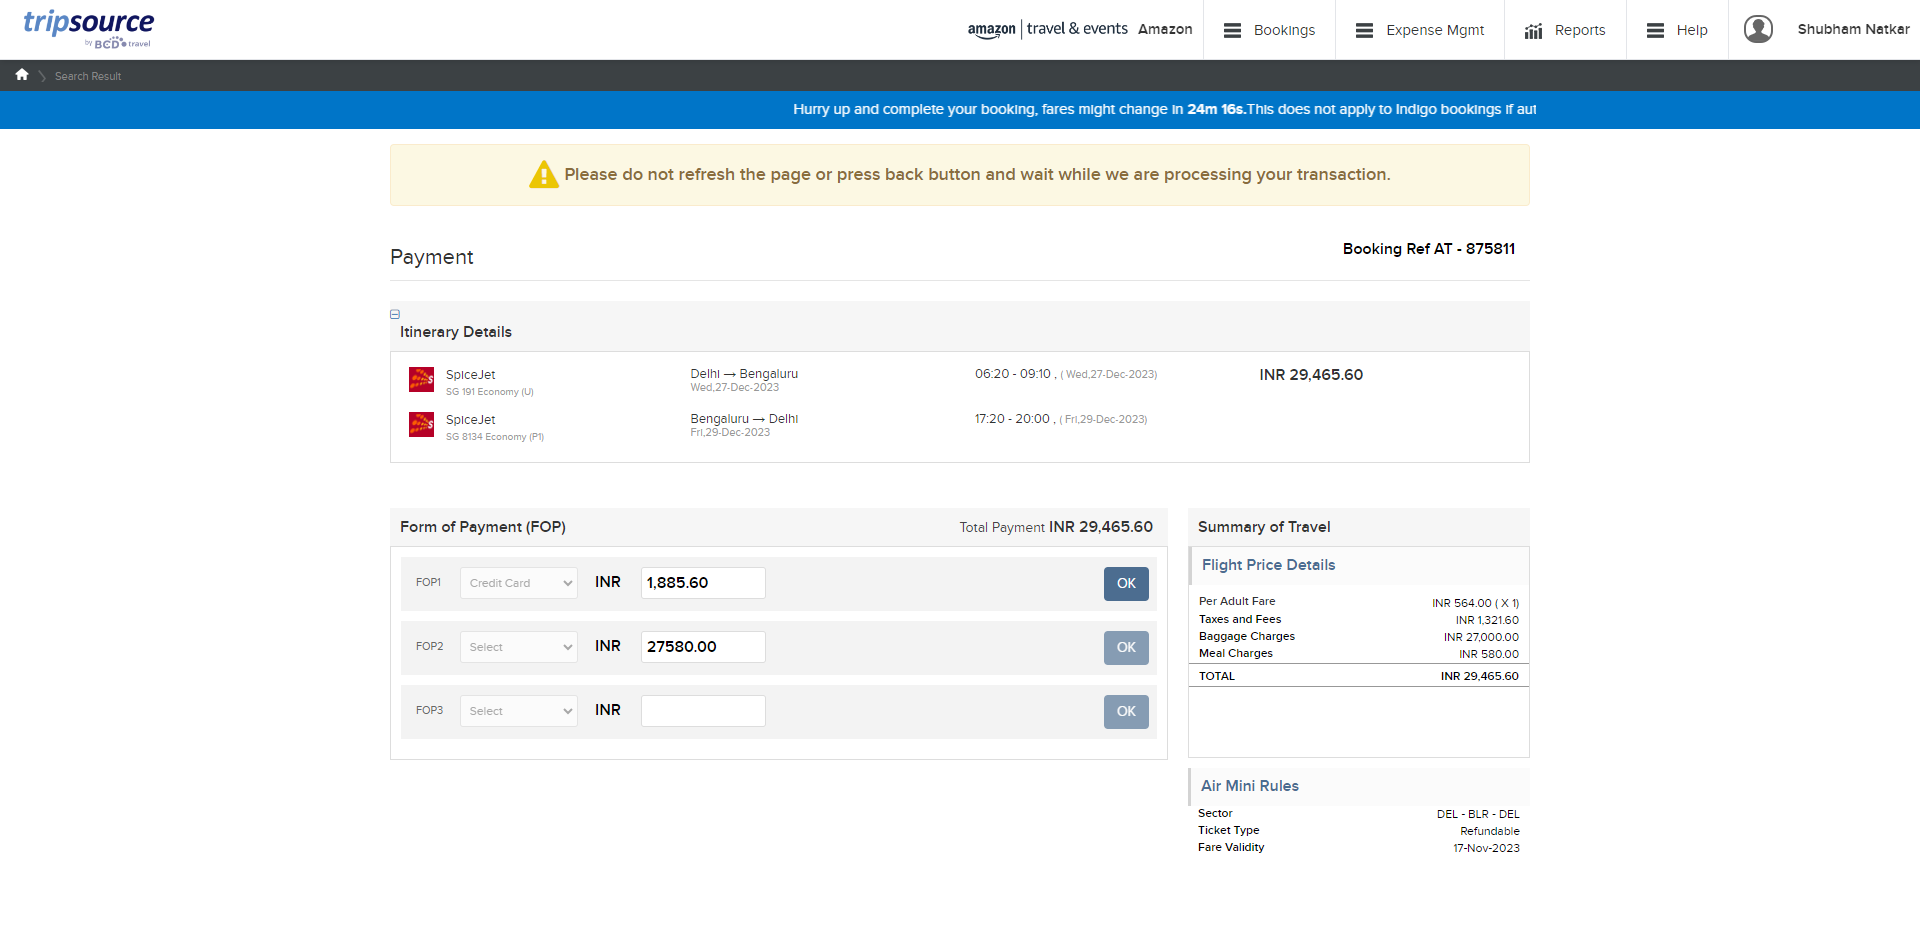 tripsource
by BCD travel
amazon | travel & events Amazon
Bookings
Expense Mgmt
Reports
Help
Shubham Natkar
Search Result
Hurry up and complete your booking, fares might change in 24m 16s.This does not apply to Indigo bookings if aut
Please do not refresh the page or press back button and wait while we are processing your transaction.
Payment
Booking Ref AT - 875811
Itinerary Details
SpiceJet Delhi → Bengaluru 06:20 - 09:10 , ( Wed,27-Dec-2023) INR 29,465.60
SG 191 Economy (U) Wed,27-Dec-2023
SpiceJet Bengaluru → Delhi 17:20 - 20:00 , ( Fri,29-Dec-2023)
SG 8134 Economy (P1) Fri,29-Dec-2023
Form of Payment (FOP) Total Payment INR 29,465.60
FOP1 Credit Card INR 1,885.60 OK
FOP2 Select INR 27580.00 OK
FOP3 Select INR OK
Summary of Travel
Flight Price Details
Per Adult Fare INR 564.00 ( X 1)
Taxes and Fees INR 1,321.60
Baggage Charges INR 27,000.00
Meal Charges INR 580.00
TOTAL INR 29,465.60
Air Mini Rules
Sector DEL - BLR - DEL
Ticket Type Refundable
Fare Validity 17-Nov-2023